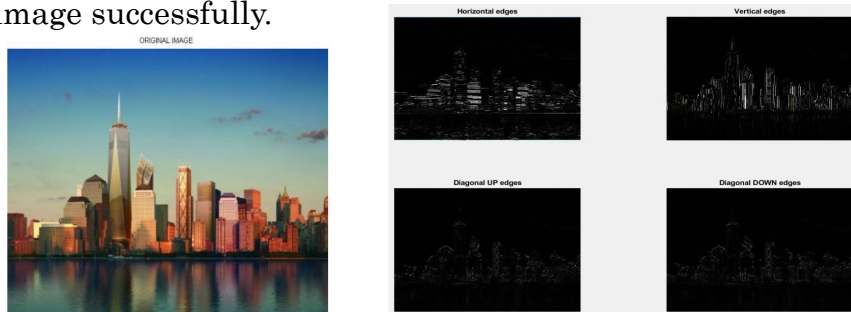 image successfully.
ORIGINAL IMAGE
Horizontal edges
Vertical edges
Diagonal UP edges
Diagonal DOWN edges